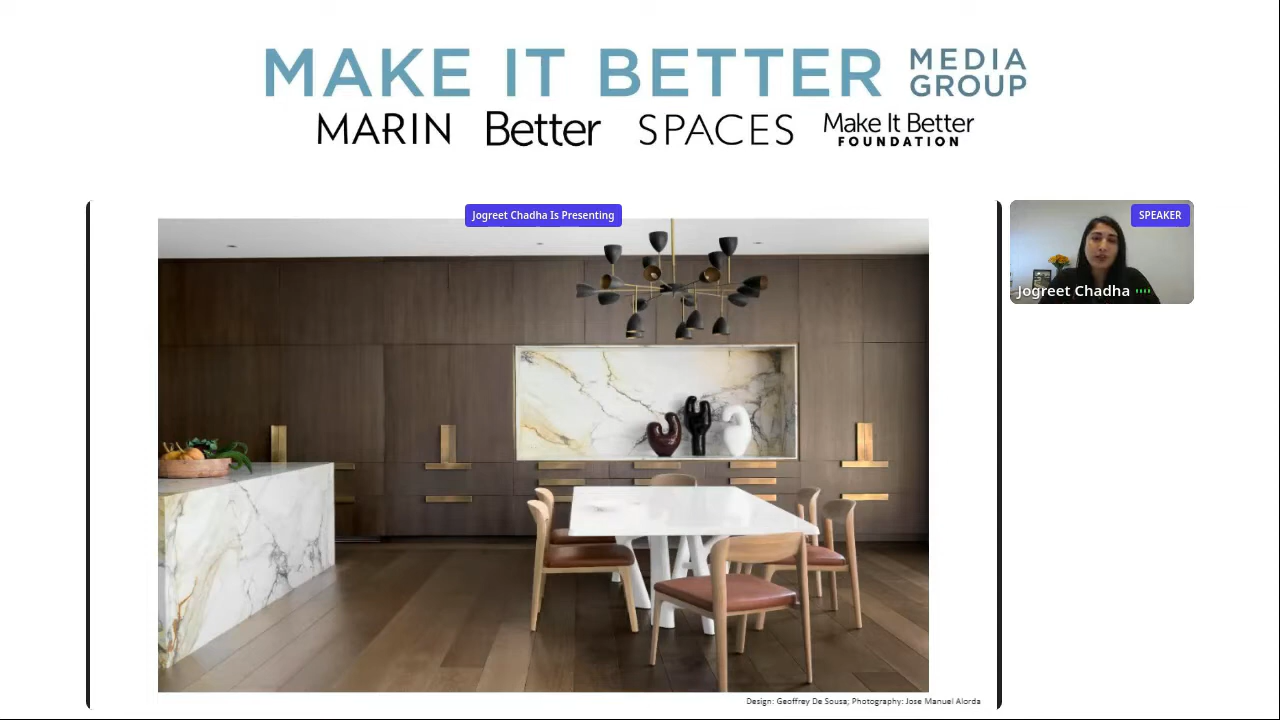 MAKE IT BETTER MEDIA GROUP
MARIN Better SPACES Make It Better FOUNDATION
Jogreet Chadha Is Presenting
SPEAKER
Jogreet Chadha
Design: Geoffrey De Sousa; Photography: Jose Manuel Alorda